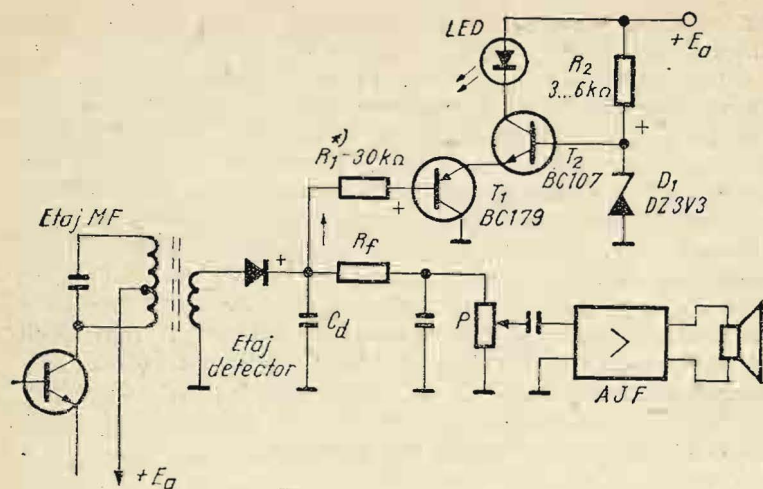 LED
+Ea
R2
3...6kΩ
+
*)
R1-30kΩ
+
T2
BC107
T1
BC179
D1
DZ3V3
Etaj MF
+
Rf
Cd
P
Etaj
detector
>
AJF
+Ea